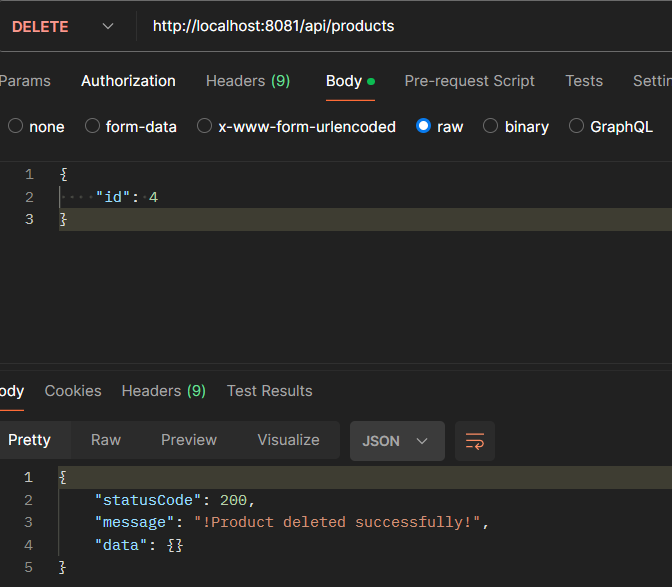 DELETE http://localhost:8081/api/products
Params Authorization Headers (9) Body Pre-request Script Tests Settin
none form-data x-www-form-urlencoded raw binary GraphQL
1 {
2 "id": 4
3 }
ody Cookies Headers (9) Test Results
Pretty Raw Preview Visualize JSON
1 {
2 "statusCode": 200,
3 "message": "!Product deleted successfully!",
4 "data": {}
5 }